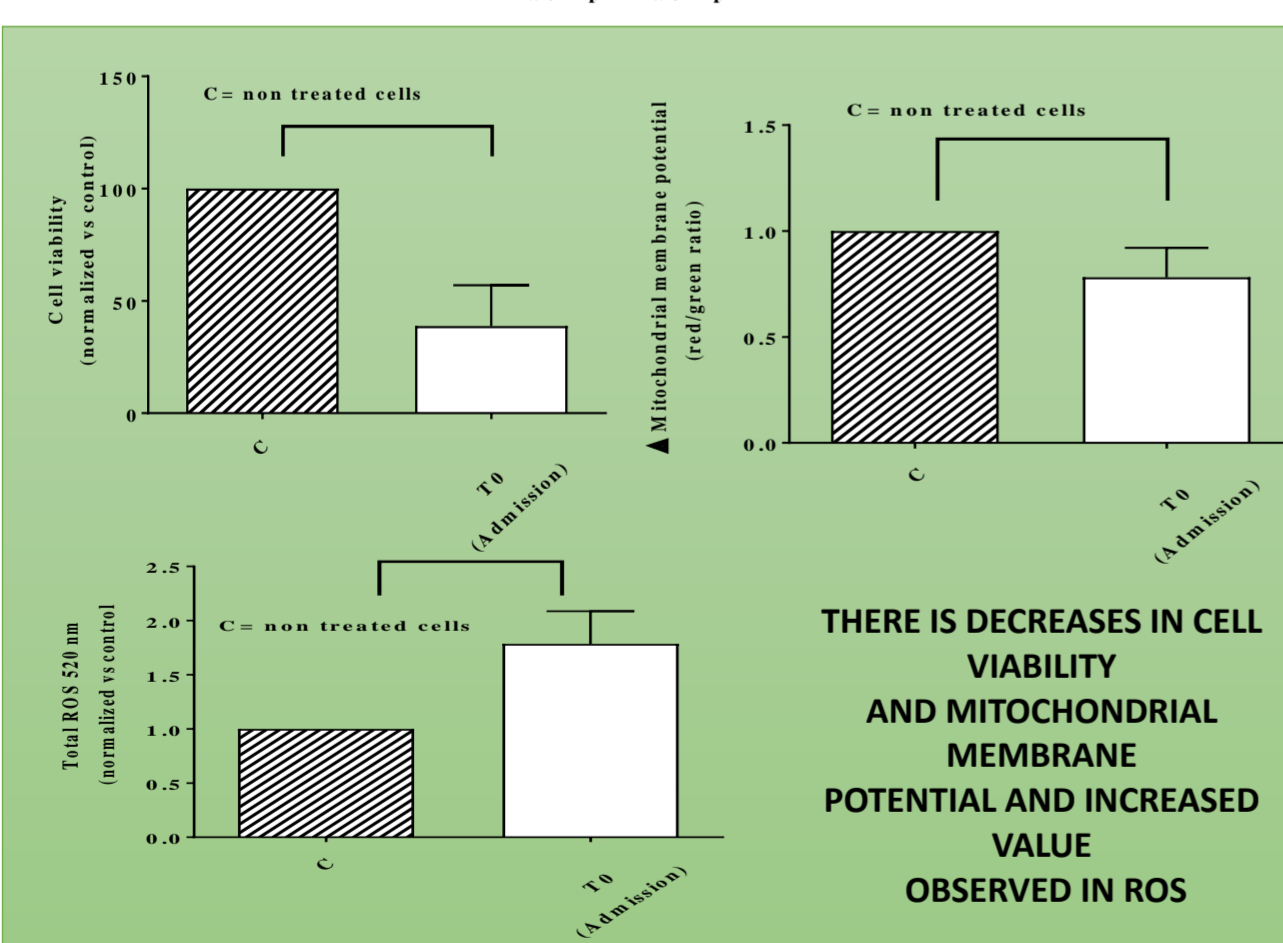 150
100
50
0
Cell viability
(normalized vs control)
C= non treated cells
C
T0
(Admission)
Mitochondrial membrane potential
(red/green ratio)
1.5
1.0
0.5
0.0
C= non treated cells
C
T0
(Admission)
Total ROS 520 nm
(normalized vs control
2.5
2.0
1.5
1.0
0.5
0.0
C= non treated cells
C
T0
(Admission)
THERE IS DECREASES IN CELL
VIABILITY
AND MITOCHONDRIAL
MEMBRANE
POTENTIAL AND INCREASED
VALUE
OBSERVED IN ROS